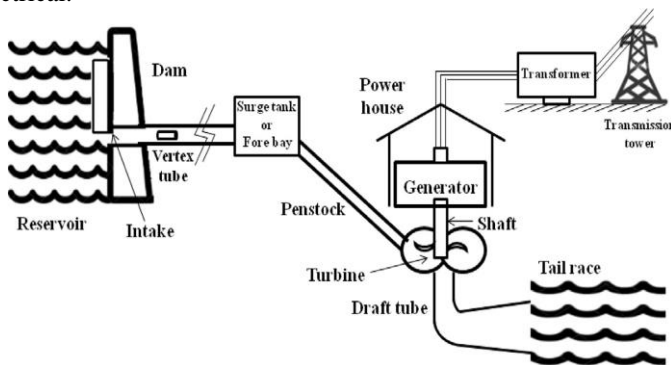 Dam
Surge tank
or
Fore bay
Vertex
tube
Reservoir
Intake
Penstock
Turbine
Draft tube
Power
house
Generator
Shaft
Transformer
Transmission
tower
Tail race